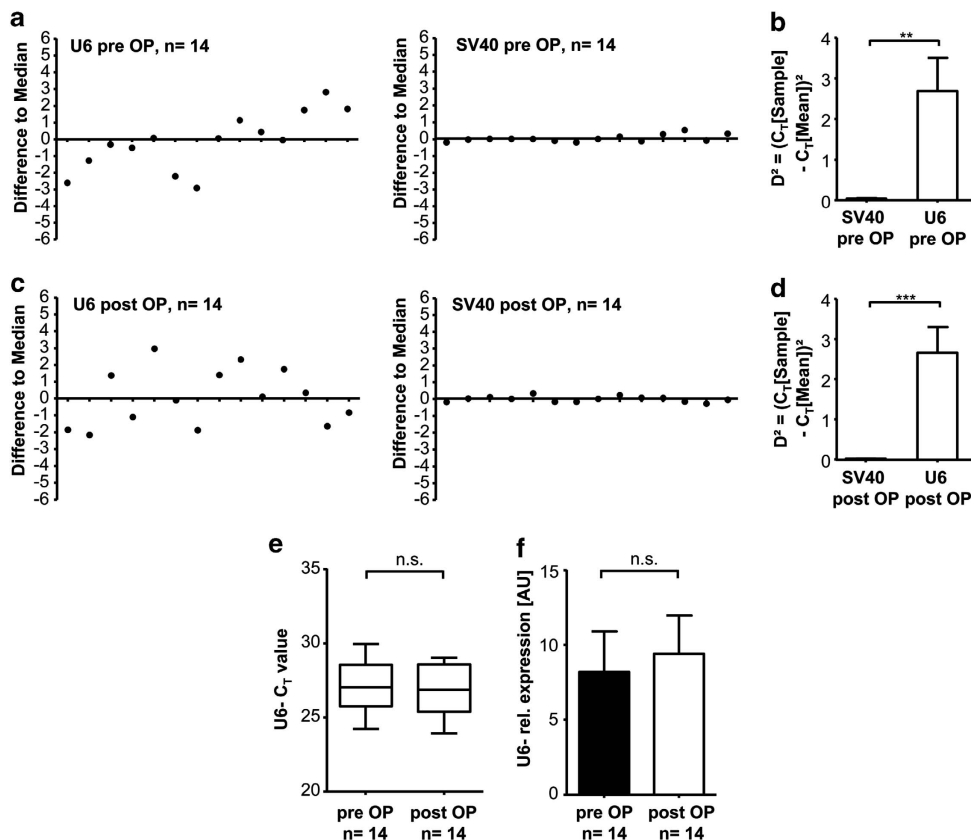 a
U6 pre OP, n= 14
Difference to Median
6
5
4
3
2
1
0
-1
-2
-3
-4
-5
-6
SV40 pre OP, n= 14
Difference to Median
6
5
4
3
2
1
0
-1
-2
-3
-4
-5
-6
b
**
D² = (CT[Sample]
- CT[Mean])²
4
3
2
1
0
SV40
pre OP
U6
pre OP
c
U6 post OP, n= 14
Difference to Median
6
5
4
3
2
1
0
-1
-2
-3
-4
-5
-6
SV40 post OP, n= 14
Difference to Median
6
5
4
3
2
1
0
-1
-2
-3
-4
-5
-6
d
***
D² = (CT[Sample]
- CT[Mean])²
4
3
2
1
0
SV40
post OP
U6
post OP
e
n.s.
U6- CT value
35
30
25
20
pre OP
n= 14
post OP
n= 14
f
n.s.
U6- rel. expression [AU]
15
10
5
0
pre OP
n= 14
post OP
n= 14